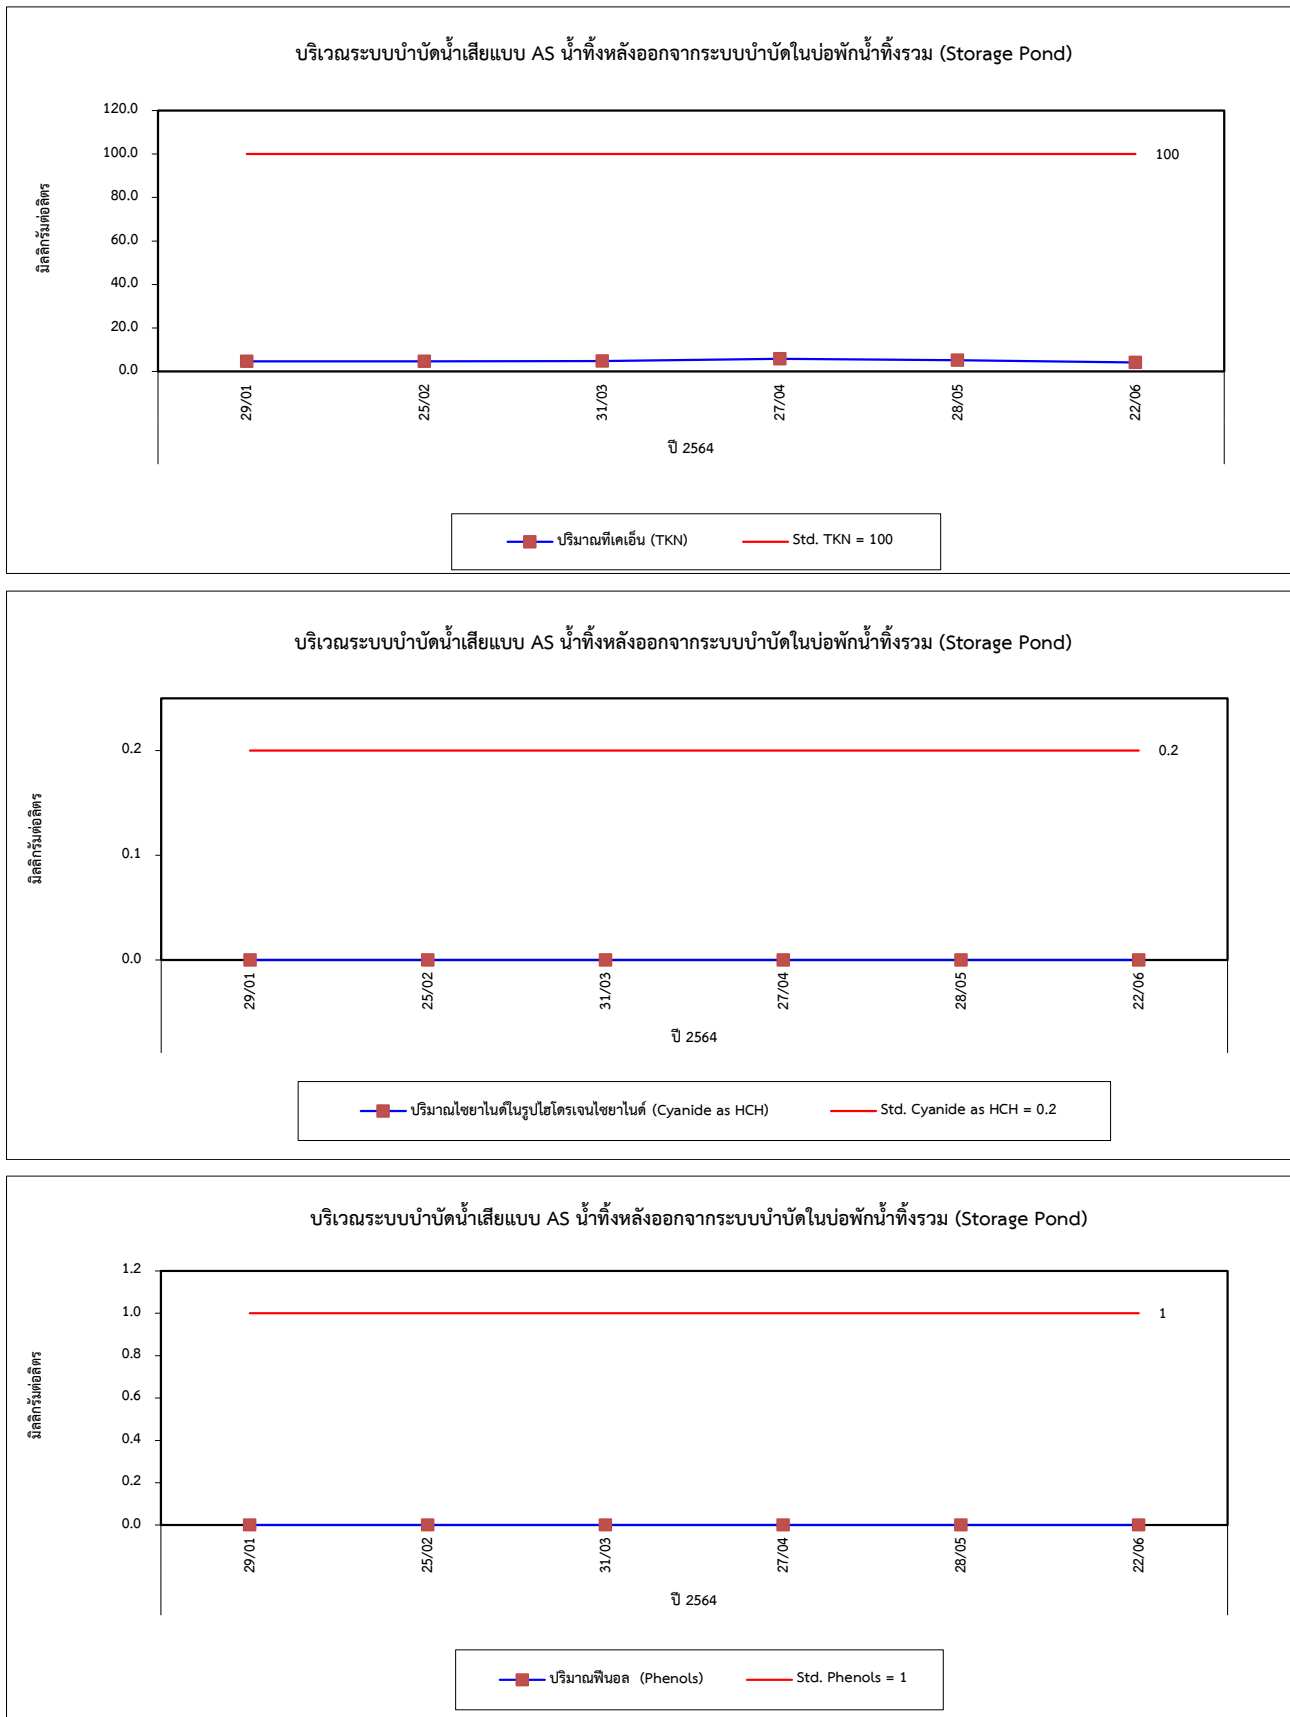 บริเวณระบบบำบัดน้ำเสียแบบ AS น้ำทิ้งหลังออกจากระบบบำบัดในบ่อพักน้ำทิ้งรวม (Storage Pond)
มิลลิกรัมต่อลิตร
120.0
100.0
80.0
60.0
40.0
20.0
0.0
100
29/01
25/02
31/03
27/04
28/05
22/06
ปี 2564
ปริมาณทีเคเอ็น (TKN)
Std. TKN = 100
บริเวณระบบบำบัดน้ำเสียแบบ AS น้ำทิ้งหลังออกจากระบบบำบัดในบ่อพักน้ำทิ้งรวม (Storage Pond)
มิลลิกรัมต่อลิตร
0.2
0.1
0.0
0.2
29/01
25/02
31/03
27/04
28/05
22/06
ปี 2564
ปริมาณไซยาไนด์ในรูปไฮโดรเจนไซยาไนด์ (Cyanide as HCH)
Std. Cyanide as HCH = 0.2
บริเวณระบบบำบัดน้ำเสียแบบ AS น้ำทิ้งหลังออกจากระบบบำบัดในบ่อพักน้ำทิ้งรวม (Storage Pond)
มิลลิกรัมต่อลิตร
1.2
1.0
0.8
0.6
0.4
0.2
0.0
1
29/01
25/02
31/03
27/04
28/05
22/06
ปี 2564
ปริมาณฟีนอล (Phenols)
Std. Phenols = 1